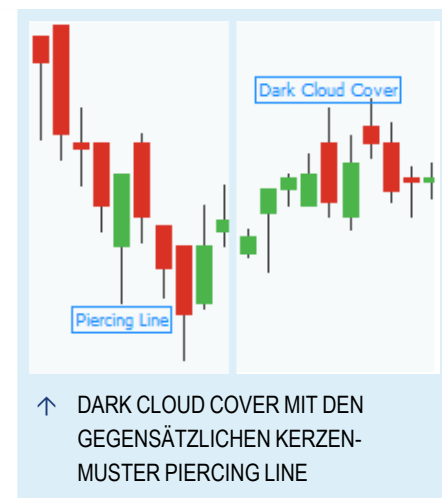 Dark Cloud Cover
Piercing Line
↑ DARK CLOUD COVER MIT DEN
GEGENSÄTZLICHEN KERZEN-
MUSTER PIERCING LINE